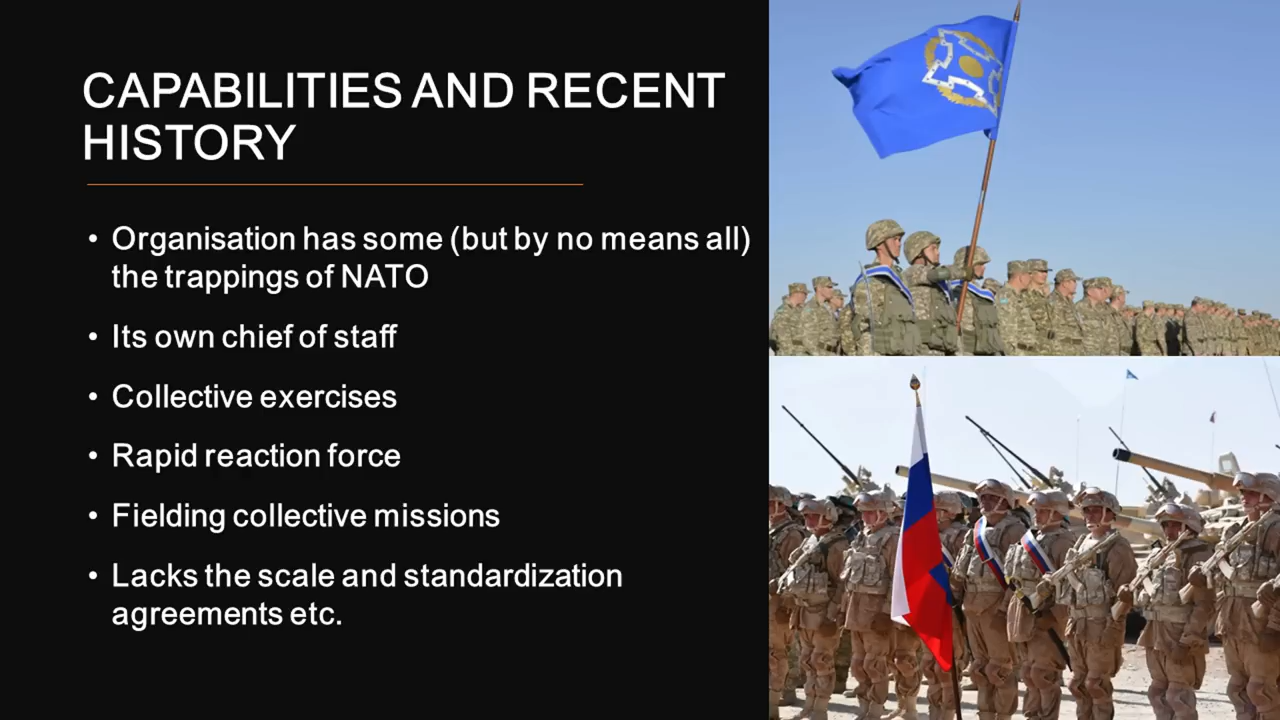 CAPABILITIES AND RECENT
HISTORY
• Organisation has some (but by no means all)
the trappings of NATO
• Its own chief of staff
• Collective exercises
• Rapid reaction force
• Fielding collective missions
• Lacks the scale and standardization
agreements etc.